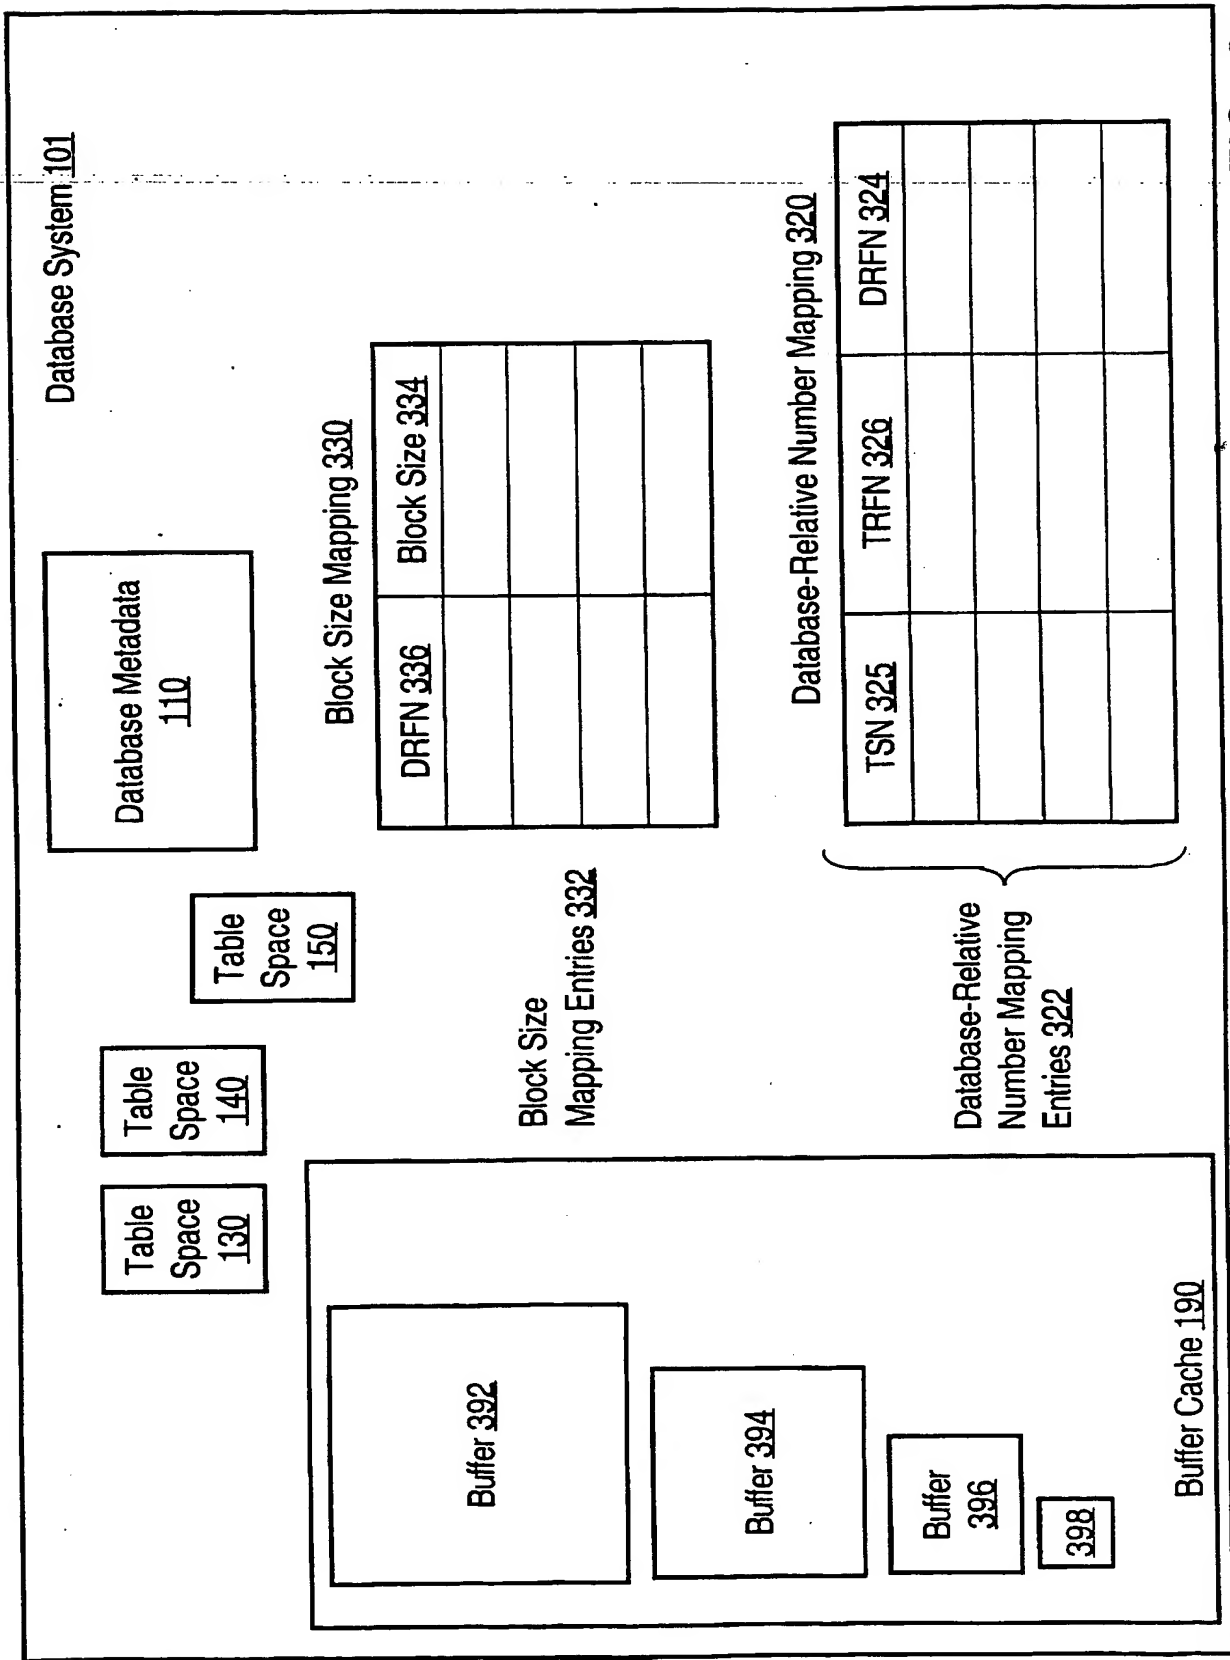 Database System 101
Table
Space
130
Table
Space
140
Table
Space
150
Database Metadata
110
Buffer 392
Buffer 394
Buffer
396
398
Buffer Cache 190
Block Size Mapping 330
DRFN 336
Block Size 334
Block Size
Mapping Entries 332
Database-Relative Number Mapping 320
TSN 325
TRFN 326
DRFN 324
Database-Relative
Number Mapping
Entries 322